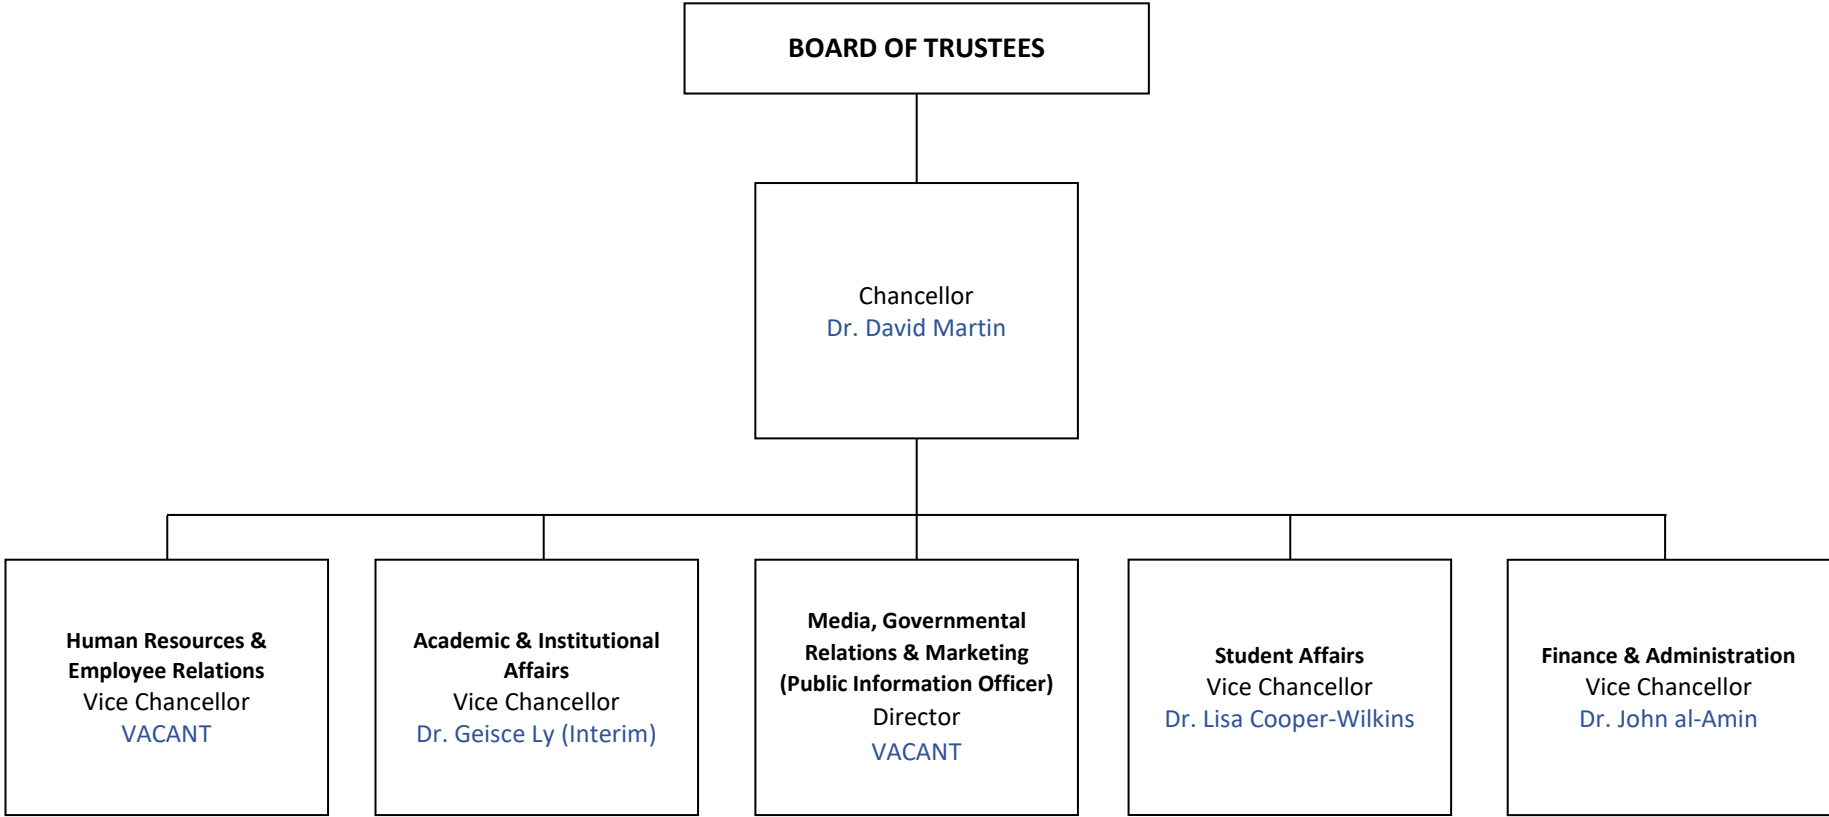 BOARD OF TRUSTEES
Chancellor
Dr. David Martin
Human Resources &
Employee Relations
Vice Chancellor
VACANT
Academic & Institutional
Affairs
Vice Chancellor
Dr. Geisce Ly (Interim)
Media, Governmental
Relations & Marketing
(Public Information Officer)
Director
VACANT
Student Affairs
Vice Chancellor
Dr. Lisa Cooper-Wilkins
Finance & Administration
Vice Chancellor
Dr. John al-Amin